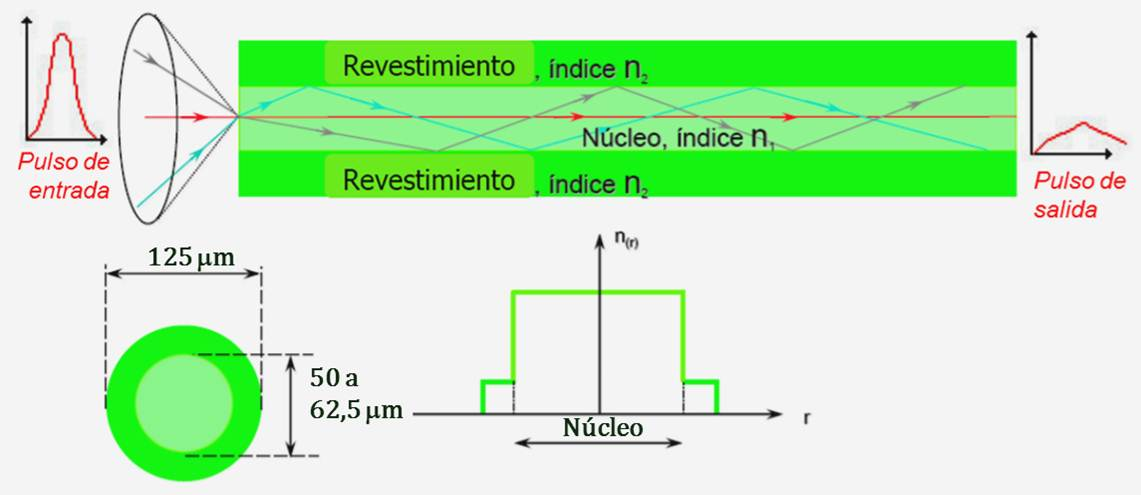 Revestimiento , índice n₂
Pulso de
entrada
Núcleo, índice n₁
Revestimiento , índice n₂
Pulso de
salida
125 µm
n(r)
50 a
62,5 µm
Núcleo
r